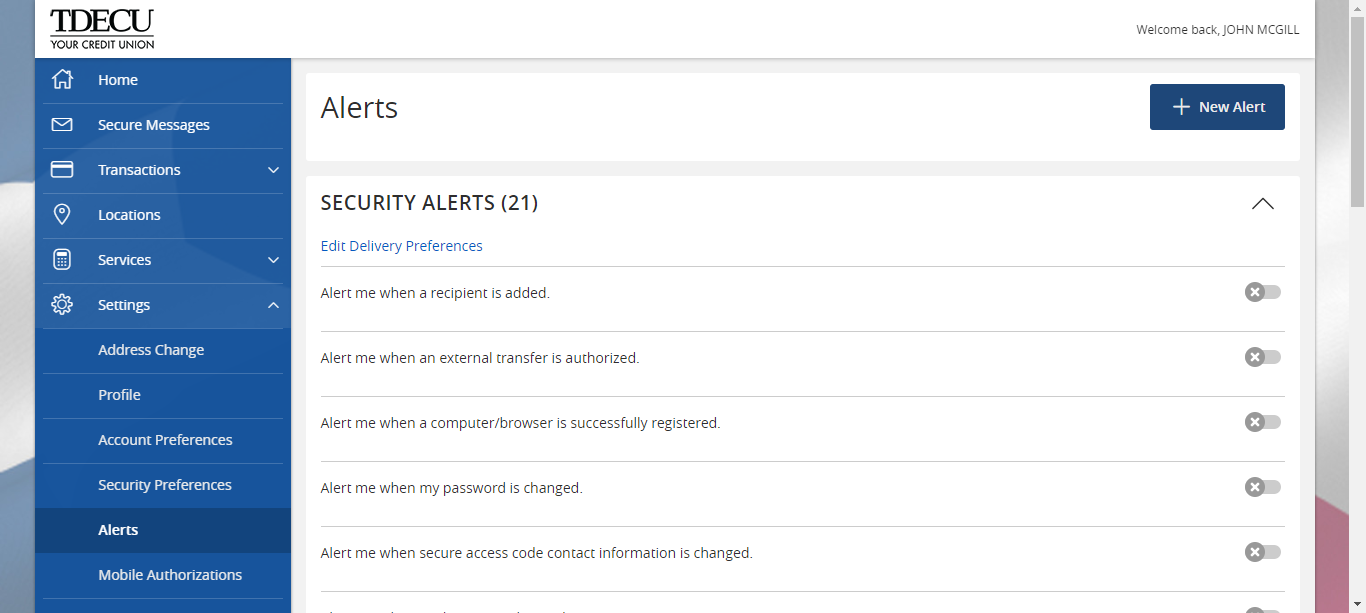 TDECU
YOUR CREDIT UNION
Welcome back, JOHN MCGILL
Home
Secure Messages
Transactions
Locations
Services
Settings
Address Change
Profile
Account Preferences
Security Preferences
Alerts
Mobile Authorizations
Alerts
New Alert
SECURITY ALERTS (21)
Edit Delivery Preferences
Alert me when a recipient is added.
Alert me when an external transfer is authorized.
Alert me when a computer/browser is successfully registered.
Alert me when my password is changed.
Alert me when secure access code contact information is changed.